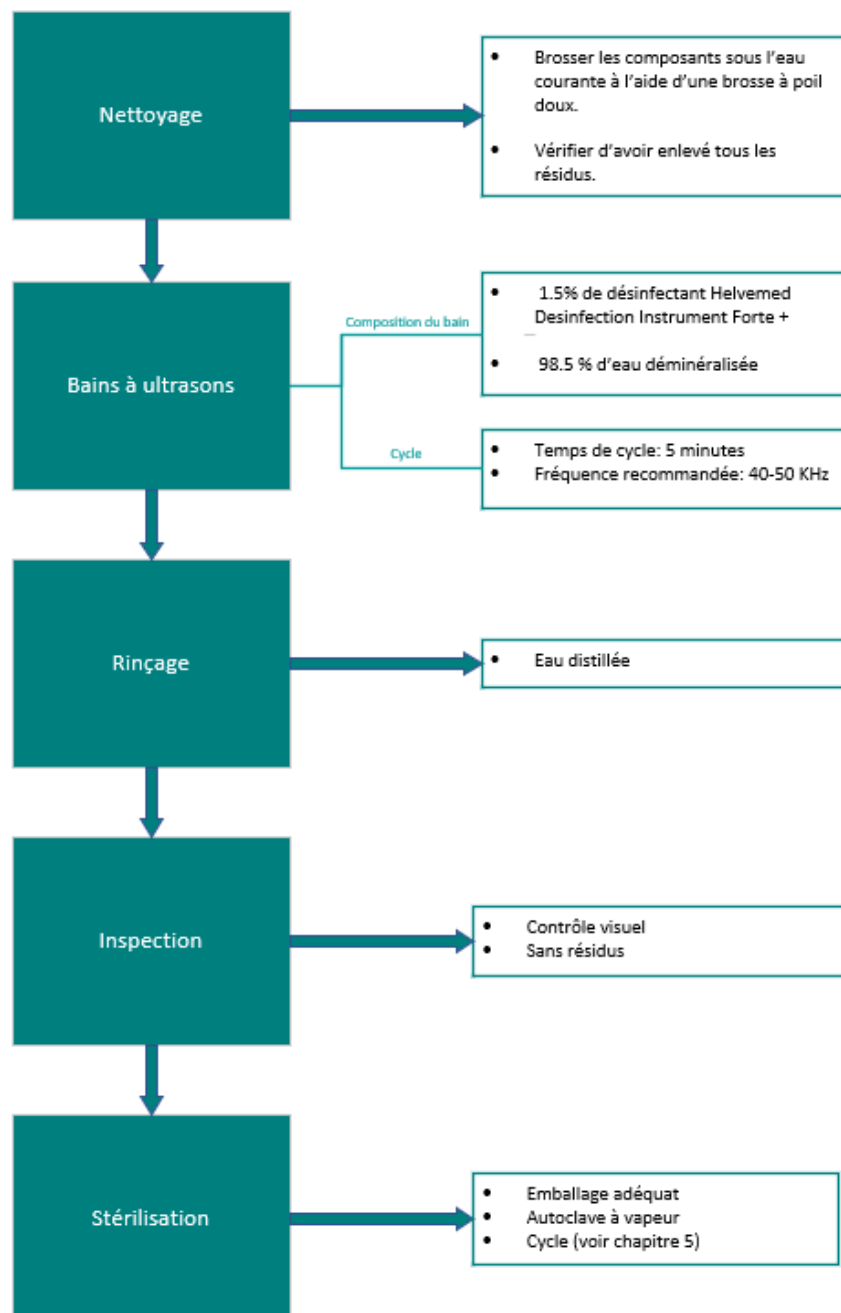 Nettoyage
• Brosser les composants sous l'eau
courante à l'aide d'une brosse à poil
doux.
• Vérifier d'avoir enlevé tous les
résidus.
Bains à ultrasons
Composition du bain
• 1.5% de désinfectant Helvemed
Desinfection Instrument Forte +
• 98.5 % d'eau déminéralisée
Cycle
• Temps de cycle: 5 minutes
• Fréquence recommandée: 40-50 KHz
Rinçage
• Eau distillée
Inspection
• Contrôle visuel
• Sans résidus
Stérilisation
• Emballage adéquat
• Autoclave à vapeur
• Cycle (voir chapitre 5)